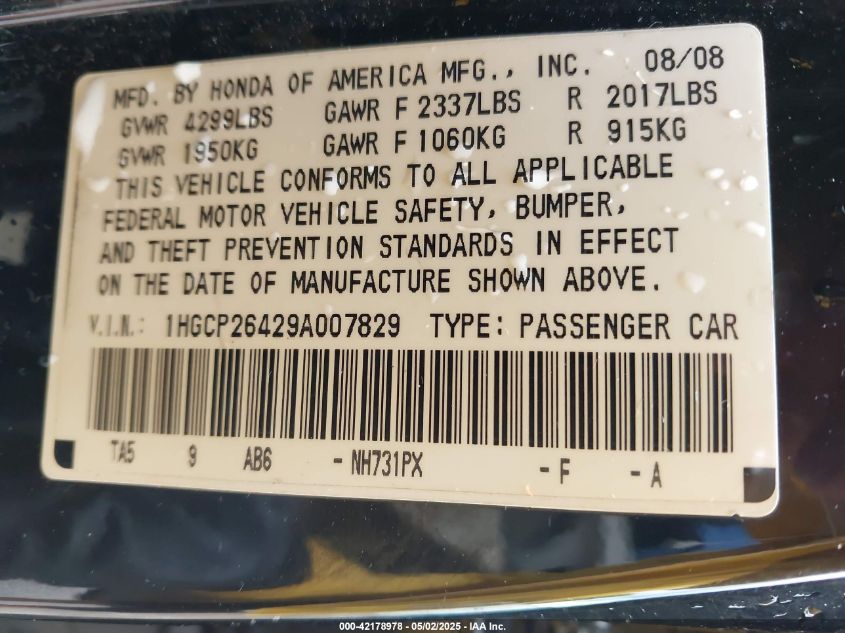 MFD. BY HONDA OF AMERICA MFG., INC. 08/08
GVWR 4299LBS GAWR F 2337LBS R 2017LBS
GVWR 1950KG GAWR F 1060KG R 915KG
THIS VEHICLE CONFORMS TO ALL APPLICABLE
FEDERAL MOTOR VEHICLE SAFETY, BUMPER,
AND THEFT PREVENTION STANDARDS IN EFFECT
ON THE DATE OF MANUFACTURE SHOWN ABOVE.
V.I.N.: 1HGCP26429A007829 TYPE: PASSENGER CAR
TA5 9 AB6 - NH731PX - F - A
000-42178978 - 05/02/2025 - IAA Inc.